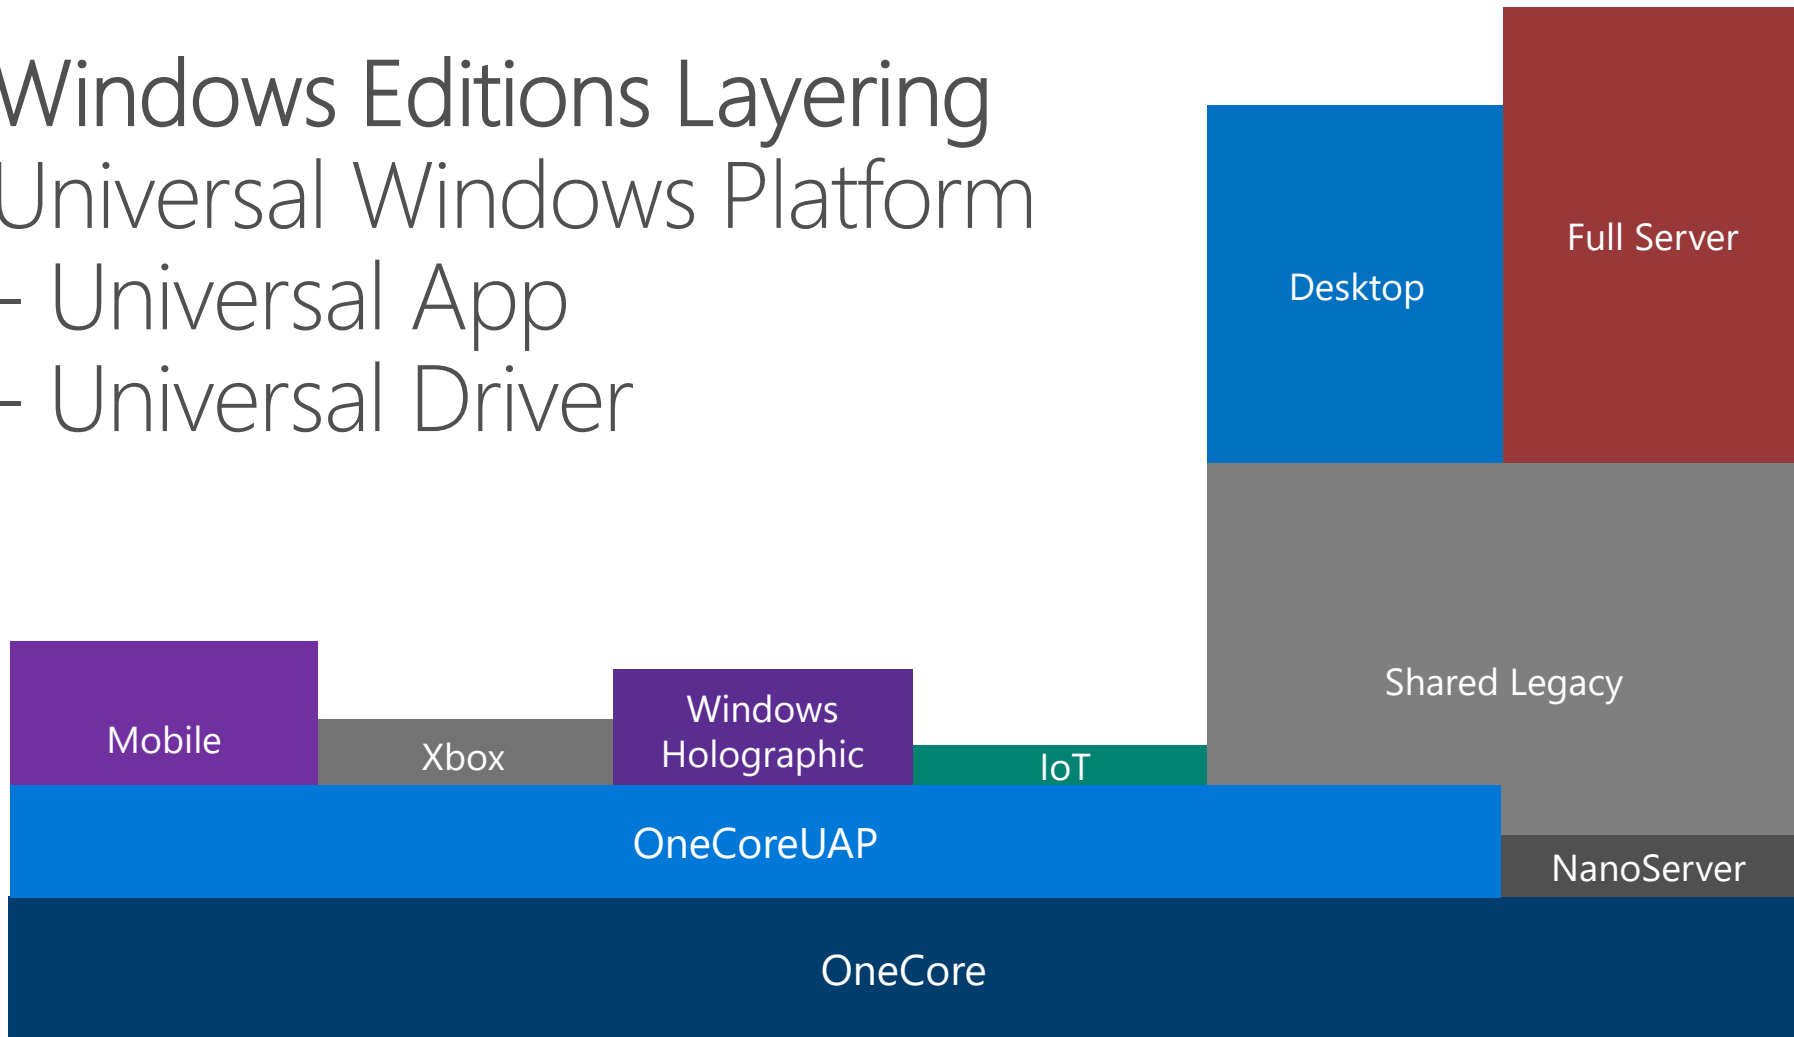 Windows Editions Layering
Universal Windows Platform
- Universal App
- Universal Driver
Full Server
Desktop
Shared Legacy
Mobile
Xbox
Windows
Holographic
IoT
OneCoreUAP
NanoServer
OneCore